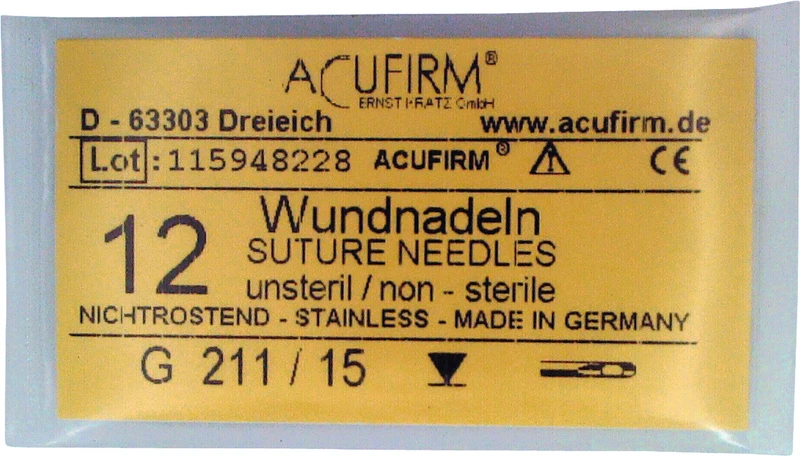 ACUFIRM®
ERNST KRATZ GmbH
D - 63303 Dreieich www.acufirm.de
Lot : 115948228 ACUFIRM® CE
12 Wundnadeln
SUTURE NEEDLES
unsteril / non - sterile
NICHTROSTEND - STAINLESS - MADE IN GERMANY
G 211 / 15